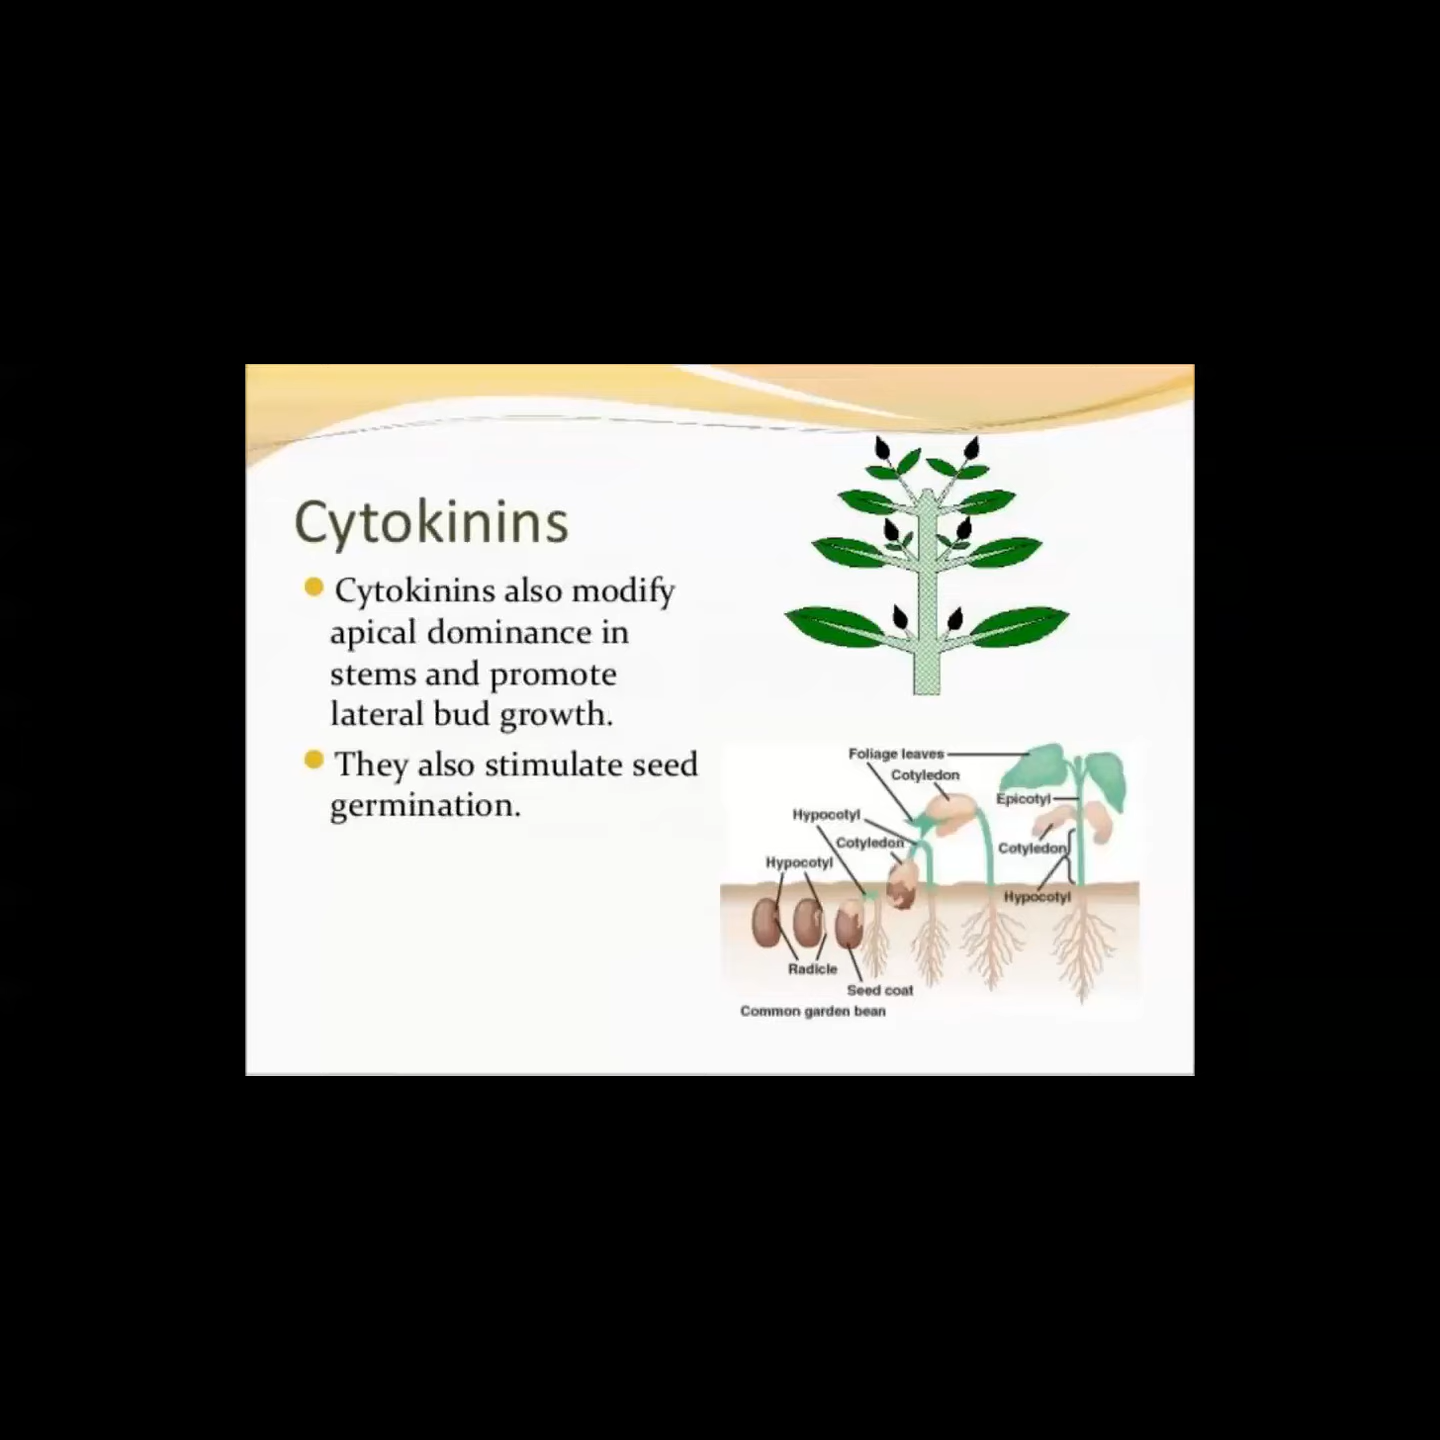 Cytokinins
Cytokinins also modify
apical dominance in
stems and promote
lateral bud growth.
They also stimulate seed
germination.
Foliage leaves
Cotyledon
Epicotyl
Hypocotyl
Cotyledon
Cotyledon
Hypocotyl
Hypocotyl
Radicle
Seed coat
Common garden bean